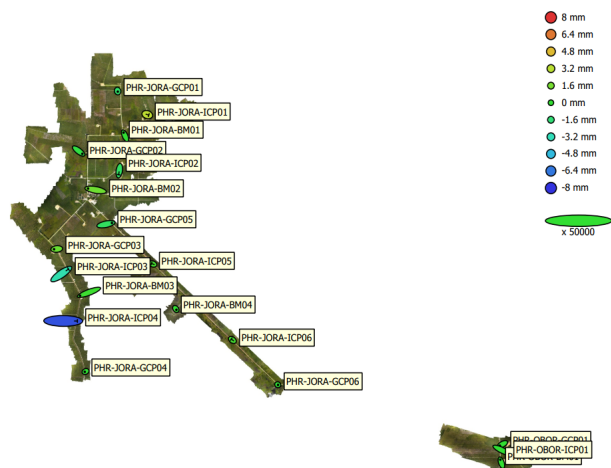 8 mm
6.4 mm
4.8 mm
3.2 mm
1.6 mm
0 mm
-1.6 mm
-3.2 mm
-4.8 mm
-6.4 mm
-8 mm
x 50000
PHR-JORA-GCP01
PHR-JORA-ICP01
PHR-JORA-BM01
PHR-JORA-GCP02
PHR-JORA-ICP02
PHR-JORA-BM02
PHR-JORA-GCP05
PHR-JORA-GCP03
PHR-JORA-ICP03
PHR-JORA-ICP05
PHR-JORA-BM03
PHR-JORA-BM04
PHR-JORA-ICP04
PHR-JORA-ICP06
PHR-JORA-GCP04
PHR-JORA-GCP06
PHR-OBOR-GCP01
PHR-OBOR-ICP01